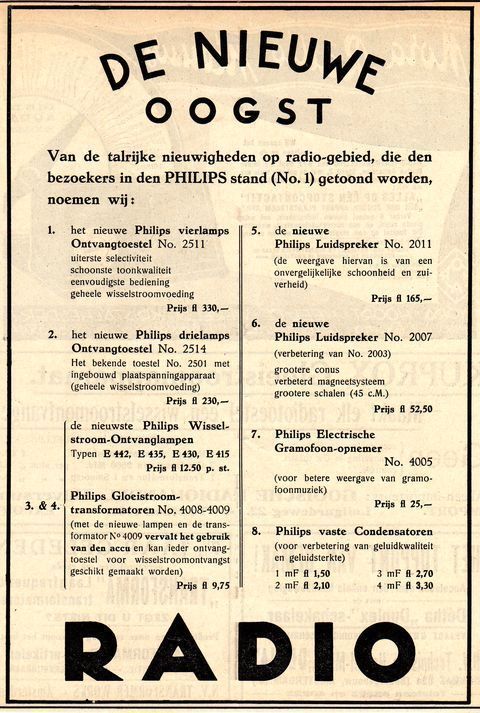 DE NIEUWE
OOGST
Van de talrijke nieuwigheden op radio-gebied, die den
bezoekers in den PHILIPS stand (No. 1) getoond worden,
noemen wij:
1. het nieuwe Philips vierlamps
Ontvangtoestel No. 2511
uiterste selectiviteit
schoonste toonkwaliteit
eenvoudigste bediening
geheele wisselstroomvoeding
Prijs fl 330,—
2. het nieuwe Philips drielamps
Ontvangtoestel No. 2514
Het bekende toestel No. 2501 met
ingebouwd plaatspanningapparat
(geheele wisselstroomvoeding)
Prijs fl 230,—
de nieuwste Philips Wissel-
stroom-Ontvanglampen
Typen E 442, E 435, E 430, E 415
Prijs fl 12.50 p. st.
3. & 4.
Philips Gloeistroom-
transformatoren No. 4008-4009
(met de nieuwe lampen en de trans-
formator No 4009 vervalt het gebruik
van den accu en kan ieder ontvang-
toestel voor wisselstroomontvangst
geschikt gemaakt worden)
Prijs fl 9,75
5. de nieuwe
Philips Luidspreker No. 2011
(de weergave hiervan is van een
onvergelijkelijke schoonheid en zui-
verheid)
Prijs fl 165,—
6. de nieuwe
Philips Luidspreker No. 2007
(verbetering van No. 2003)
grootere conus
verbeterd magneetsysteem
grootere schalen (45 c.M.)
Prijs fl 52,50
7. Philips Electrische
Gramofoon-opnemer
No. 4005
(voor betere weergave van gramo-
foonmuziek)
Prijs fl 25,—
8. Philips vaste Condensatoren
(voor verbetering van geluidkwaliteit
en geluidsterkte)
1 mF fl 1,50 3 mF fl 2,70
2 mF fl 2,10 4 mF fl 3,30
RADIO